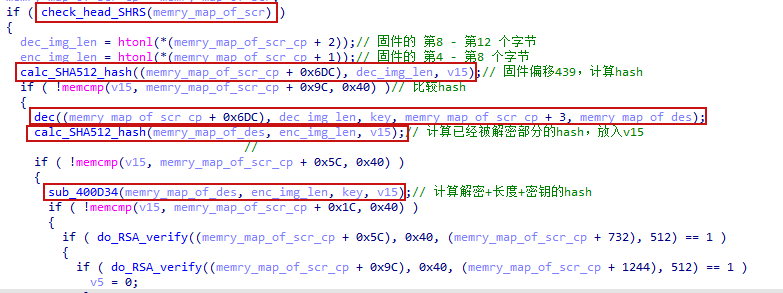 if ( check_head_SHRS(memry_map_of_scr) )
{
dec_img_len = htonl(*(memry_map_of_scr_cp + 2));// 固件的 第8 - 第12 个字节
enc_img_len = htonl(*(memry_map_of_scr_cp + 1));// 固件的 第4 - 第8 个字节
calc_SHA512_hash((memry_map_of_scr_cp + 0x6DC), dec_img_len, v15);// 固件偏移439，计算hash
if ( !memcmp(v15, memry_map_of_scr_cp + 0x9C, 0x40) )// 比较hash
{
dec((memry_map_of_scr_cp + 0x6DC), dec_img_len, key, memry_map_of_scr_cp + 3, memry_map_of_des);
calc_SHA512_hash(memry_map_of_des, enc_img_len, v15);// 计算已经被解密部分的hash，放入v15
//
if ( !memcmp(v15, memry_map_of_scr_cp + 0x5C, 0x40) )
{
sub_400D34(memry_map_of_des, enc_img_len, key, v15);// 计算解密+长度+密钥的hash
if ( !memcmp(v15, memry_map_of_scr_cp + 0x1C, 0x40) )
{
if ( do_RSA_verify((memry_map_of_scr_cp + 0x5C), 0x40, (memry_map_of_scr_cp + 732), 512) == 1 )
{
if ( do_RSA_verify((memry_map_of_scr_cp + 0x9C), 0x40, (memry_map_of_scr_cp + 1244), 512) == 1 )
v5 = 0;